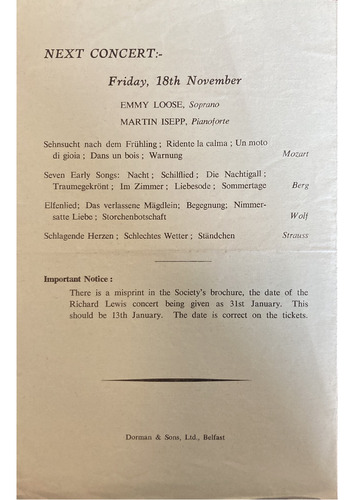 NEXT CONCERT:-
Friday, 18th November
EMMY LOOSE, Soprano
MARTIN ISEPP, Pianoforte
Sehnsucht nach dem Frühling ; Ridente la calma ; Un moto
di gioia ; Dans un bois ; Warnung Mozart
Seven Early Songs: Nacht ; Schilflied ; Die Nachtigall ;
Traumegekrönt ; Im Zimmer ; Liebesode ; Sommertage Berg
Elfenlied; Das verlassene Mägdlein; Begegnung; Nimmer-
satte Liebe ; Storchenbotschaft Wolf
Schlagende Herzen ; Schlechtes Wetter ; Ständchen Strauss
Important Notice :
There is a misprint in the Society's brochure, the date of the
Richard Lewis concert being given as 31st January. This
should be 13th January. The date is correct on the tickets.
Dorman & Sons, Ltd., Belfast